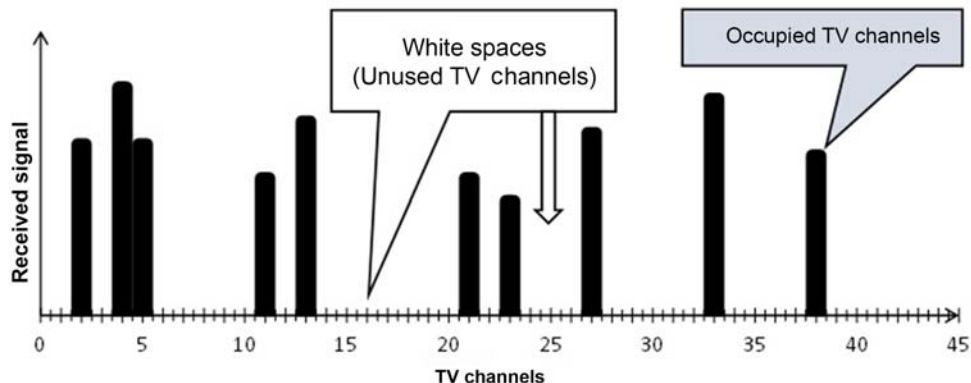 White spaces
(Unused TV channels)
Occupied TV channels
Received signal
0 5 10 15 20 25 30 35 40 45
TV channels